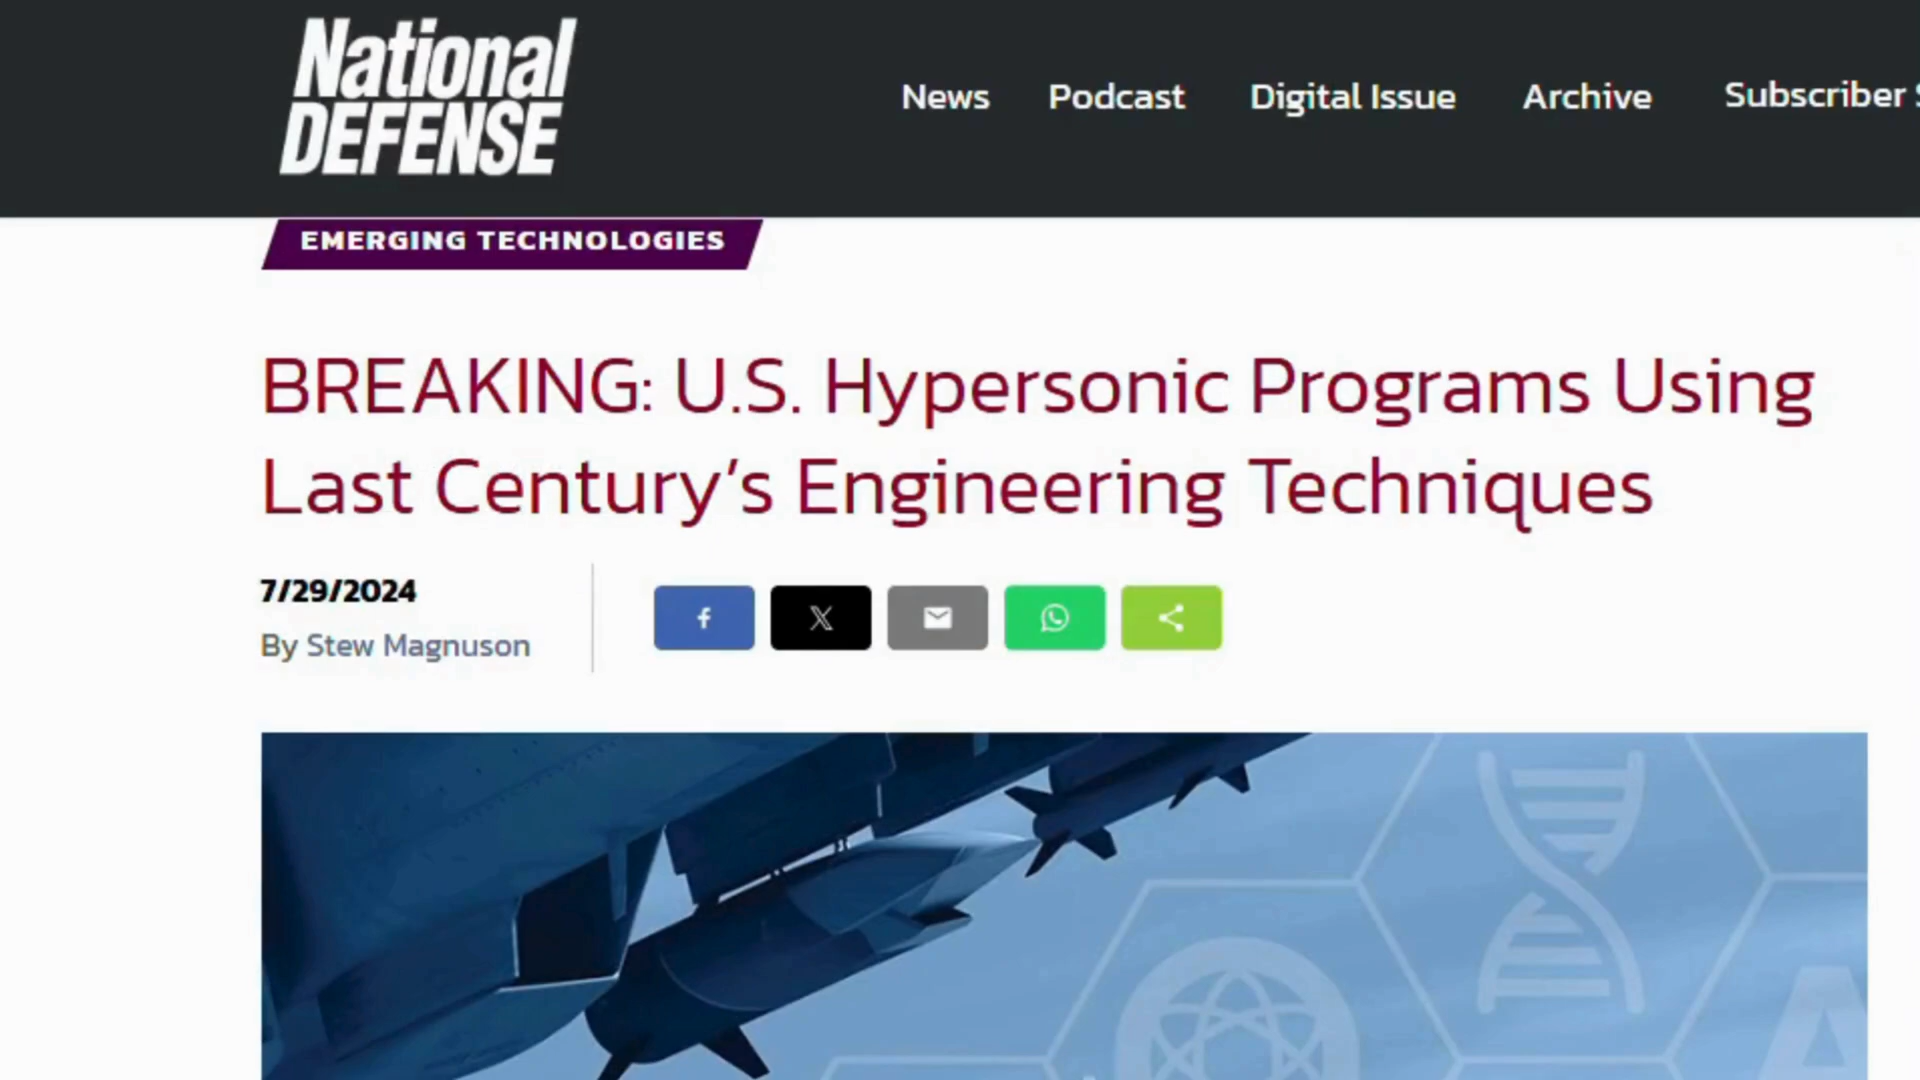 National
DEFENSE
News Podcast Digital Issue Archive Subscriber S
EMERGING TECHNOLOGIES
BREAKING: U.S. Hypersonic Programs Using
Last Century’s Engineering Techniques
7/29/2024
By Stew Magnuson
A